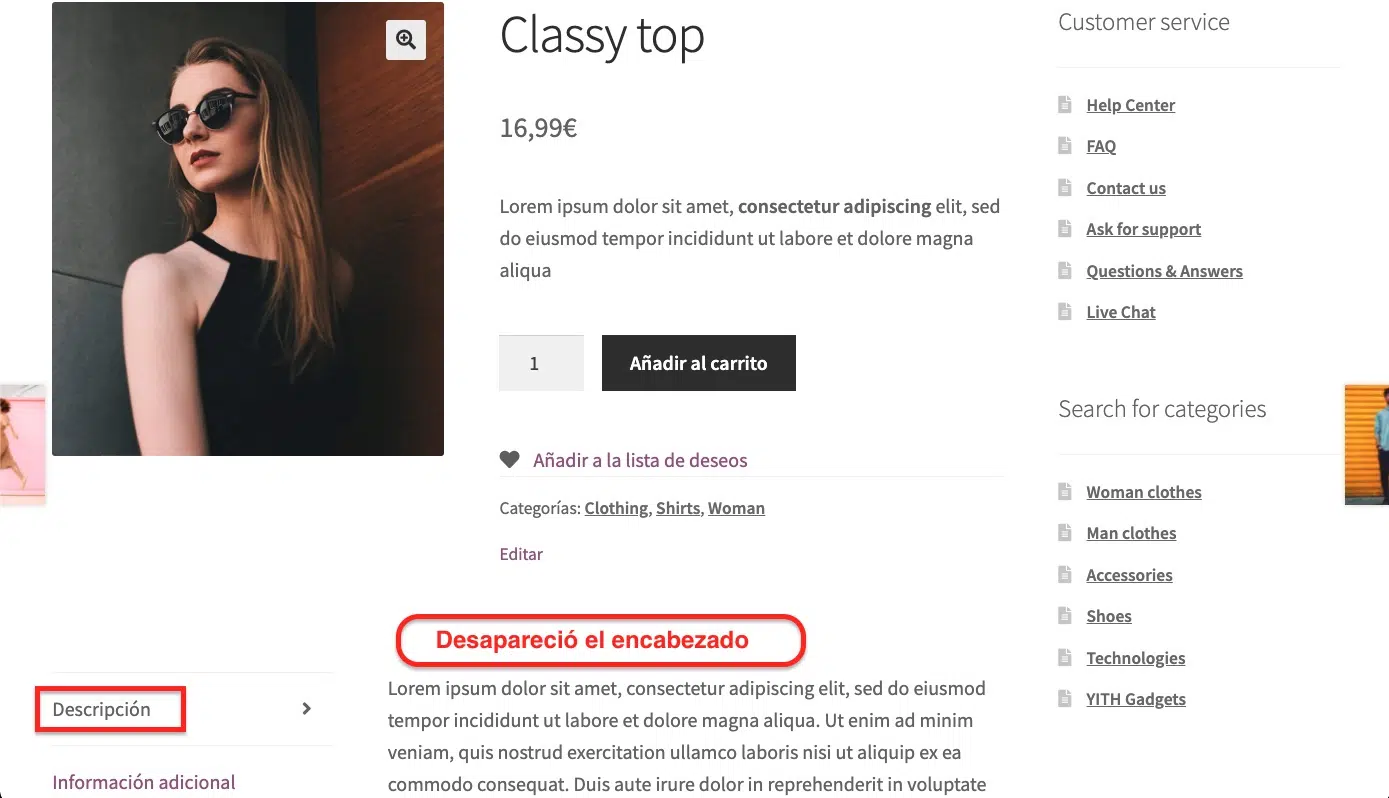 Classy top
16,99€
Lorem ipsum dolor sit amet, consectetur adipiscing elit, sed
do eiusmod tempor incididunt ut labore et dolore magna
aliqua
1
Añadir al carrito
Añadir a la lista de deseos
Categorías: Clothing, Shirts, Woman
Editar
Desapareció el encabezado
Descripción
Información adicional
Lorem ipsum dolor sit amet, consectetur adipiscing elit, sed do eiusmod
tempor incididunt ut labore et dolore magna aliqua. Ut enim ad minim
veniam, quis nostrud exercitation ullamco laboris nisi ut aliquip ex ea
commodo consequat. Duis aute irure dolor in reprehenderit in voluptate
Customer service
Help Center
FAQ
Contact us
Ask for support
Questions & Answers
Live Chat
Search for categories
Woman clothes
Man clothes
Accessories
Shoes
Technologies
YITH Gadgets